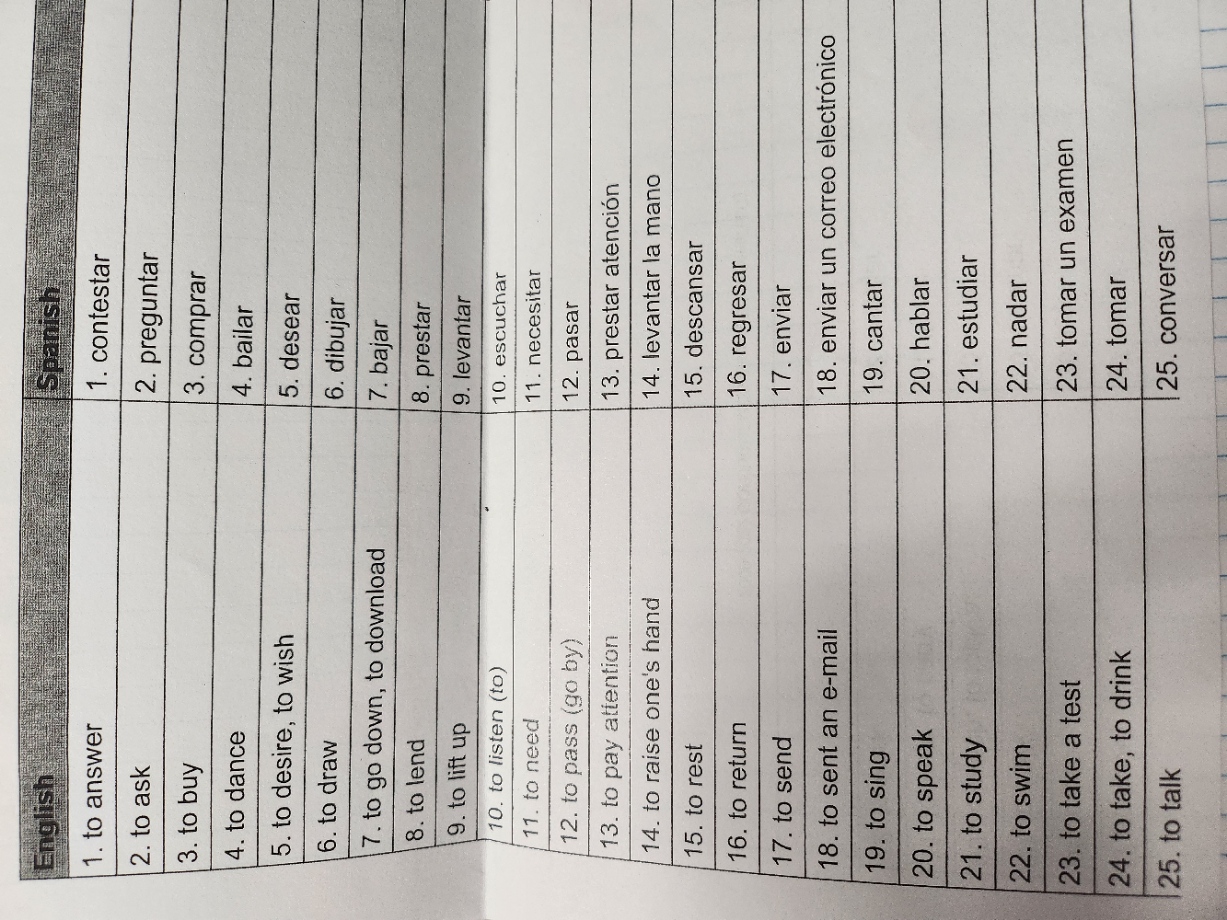 English Spanish
1. to answer 1. contestar
2. to ask 2. preguntar
3. to buy 3. comprar
4. to dance 4. bailar
5. to desire, to wish 5. desear
6. to draw 6. dibujar
7. to go down, to download 7. bajar
8. to lend 8. prestar
9. to lift up 9. levantar
10. to listen (to) 10. escuchar
11. to need 11. necesitar
12. to pass (go by) 12. pasar
13. to pay attention 13. prestar atención
14. to raise one's hand 14. levantar la mano
15. to rest 15. descansar
16. to return 16. regresar
17. to send 17. enviar
18. to sent an e-mail 18. enviar un correo electrónico
19. to sing 19. cantar
20. to speak 20. hablar
21. to study 21. estudiar
22. to swim 22. nadar
23. to take a test 23. tomar un examen
24. to take, to drink 24. tomar
25. to talk 25. conversar